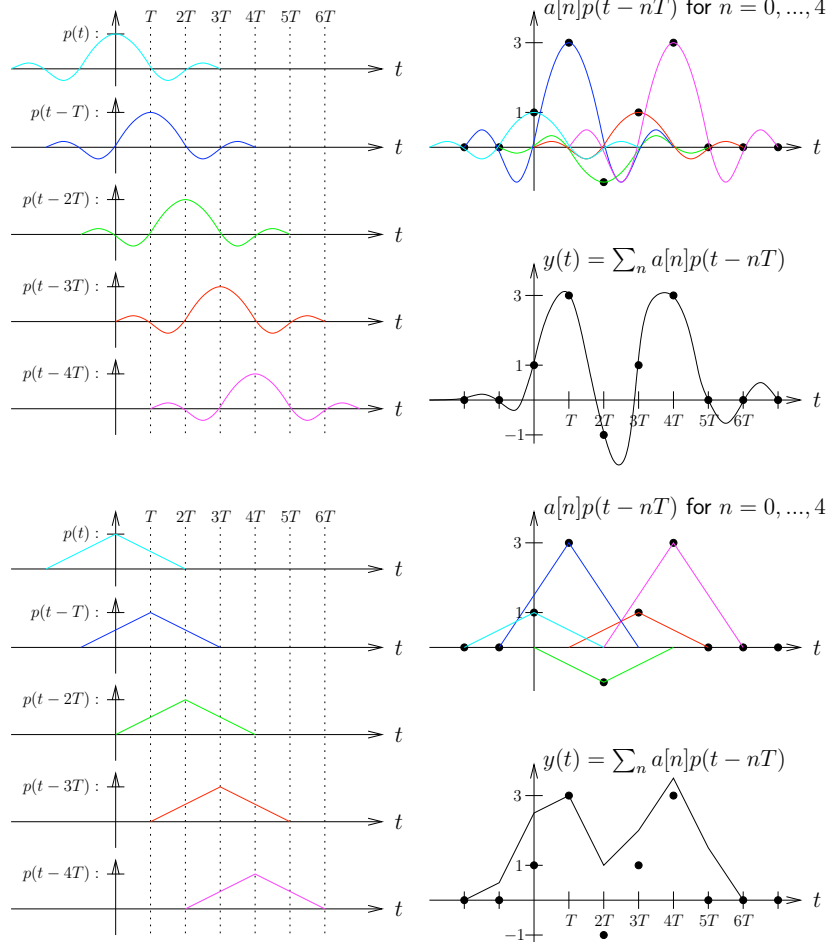 T 2T 3T 4T 5T 6T
p(t) :
t
p(t − T) :
t
p(t − 2T) :
t
p(t − 3T) :
t
p(t − 4T) :
t
a[n]p(t − nT) for n = 0, ..., 4
3
1
t
y(t) = ∑ₙ a[n]p(t − nT)
3
1
t
T 2T 3T 4T 5T 6T
−1
T 2T 3T 4T 5T 6T
p(t) :
t
p(t − T) :
t
p(t − 2T) :
t
p(t − 3T) :
t
p(t − 4T) :
t
a[n]p(t − nT) for n = 0, ..., 4
3
1
t
y(t) = ∑ₙ a[n]p(t − nT)
3
1
t
T 2T 3T 4T 5T 6T
−1